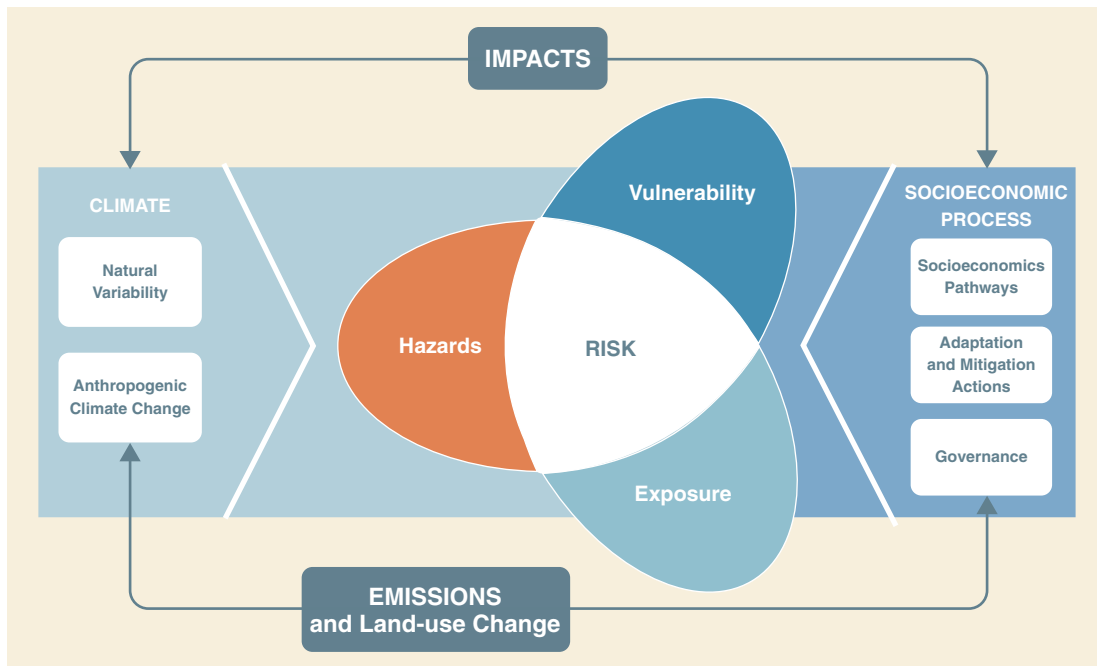 IMPACTS
CLIMATE
Natural
Variability
Anthropogenic
Climate Change
Hazards
RISK
Vulnerability
Exposure
SOCIOECONOMIC
PROCESS
Socioeconomics
Pathways
Adaptation
and Mitigation
Actions
Governance
EMISSIONS
and Land-use Change